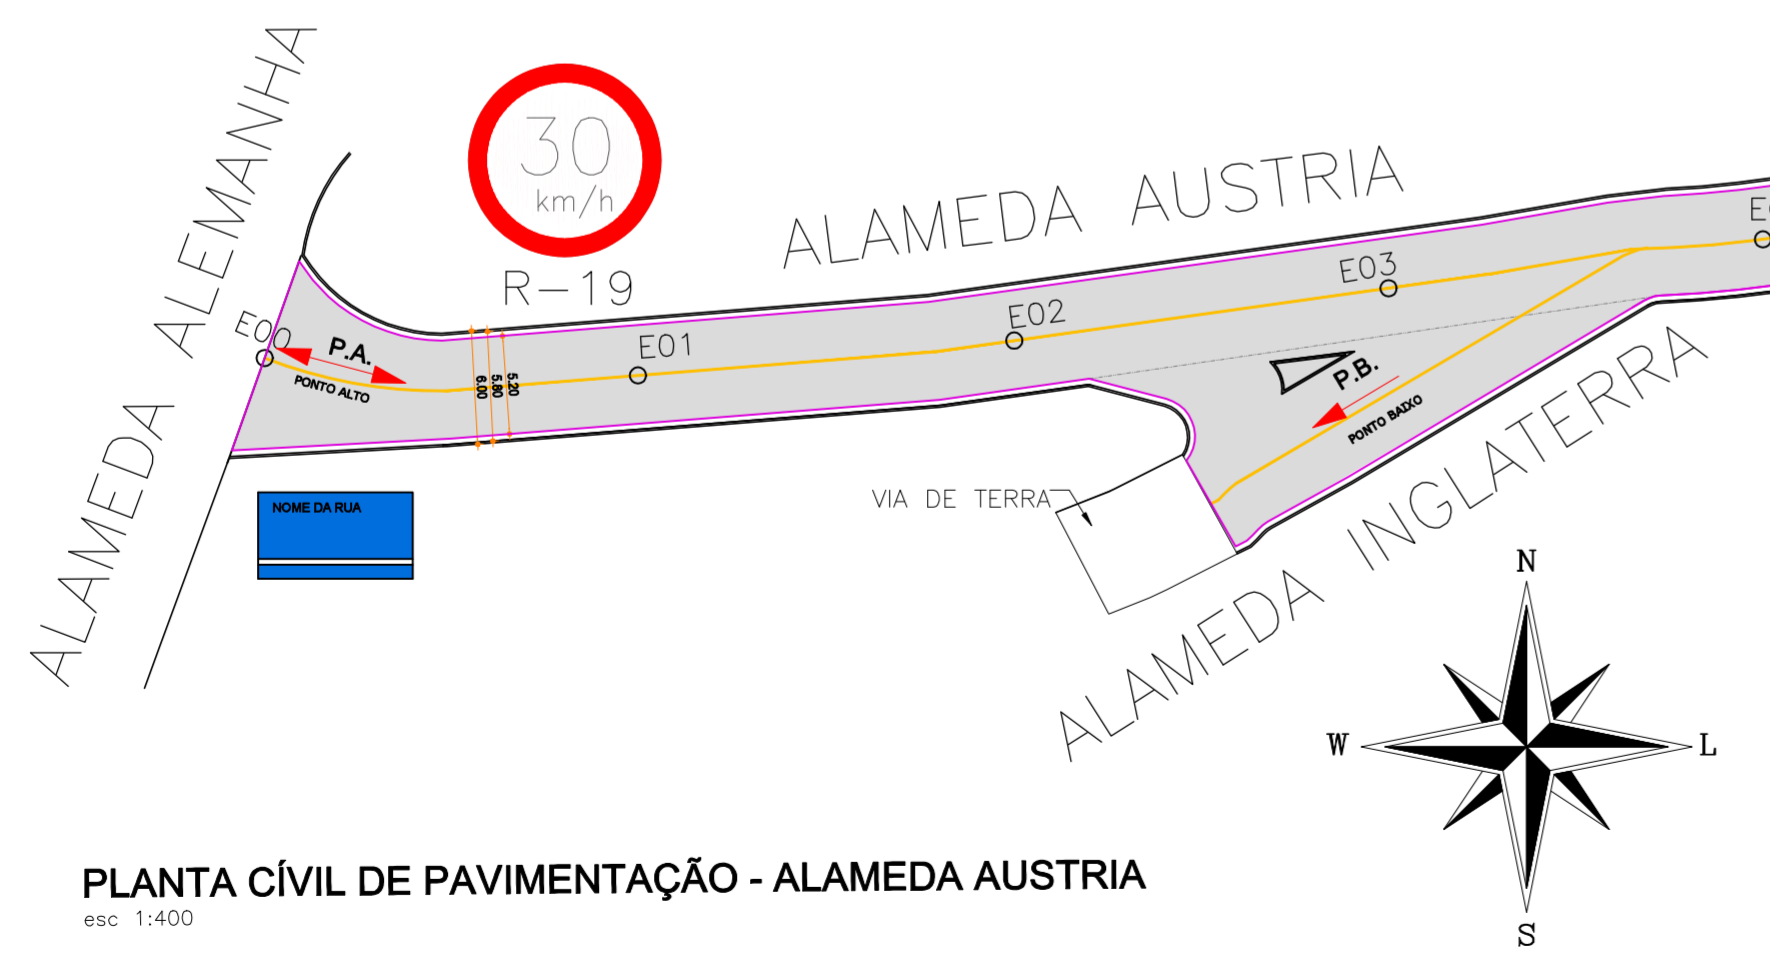 ALAMEDA ALEMANHA
30
km/h
R-19
ALAMEDA AUSTRIA
E00
P.A.
PONTO ALTO
6.00
5.80
5.20
E01
E02
E03
P.B.
PONTO BAIXO
NOME DA RUA
VIA DE TERRA
ALAMEDA INGLATERRA
N
W
L
S
PLANTA CÍVIL DE PAVIMENTAÇÃO - ALAMEDA AUSTRIA
esc 1:400